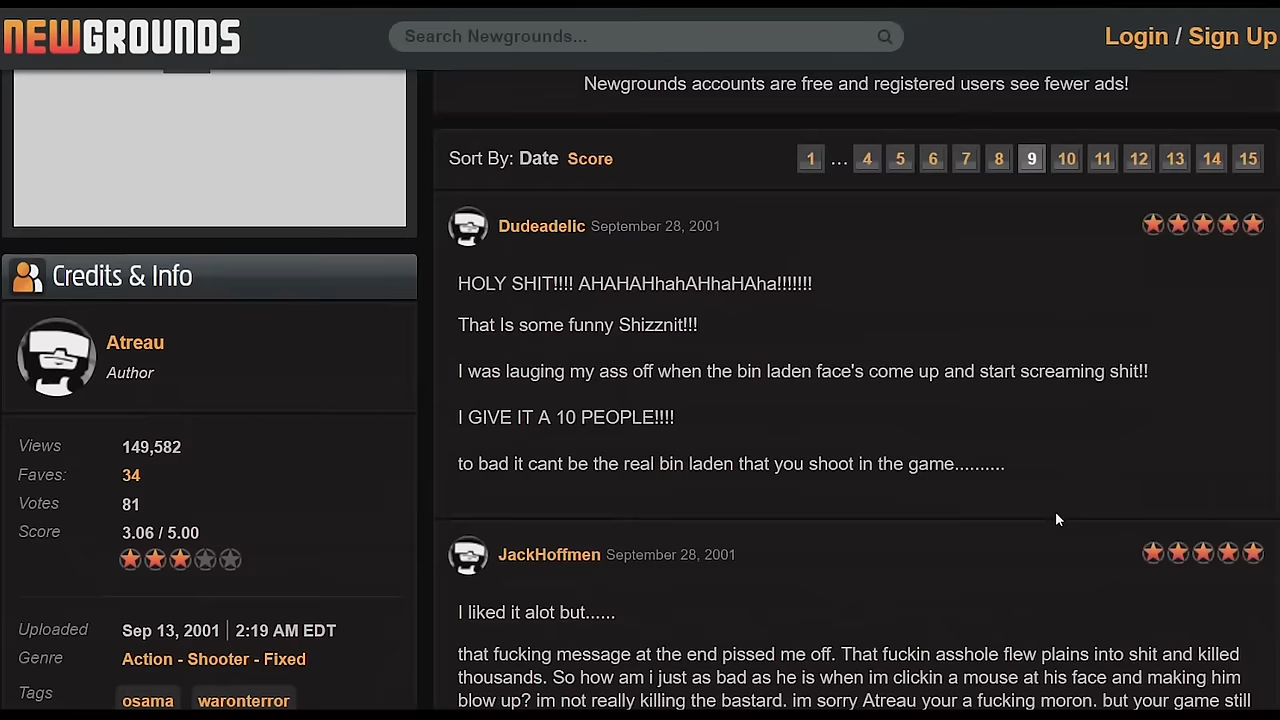 NEWGROUNDS
Search Newgrounds...
Login / Sign Up
Newgrounds accounts are free and registered users see fewer ads!
Sort By: Date Score
1 ... 4 5 6 7 8 9 10 11 12 13 14 15
Dudeadelic September 28, 2001
HOLY SHIT!!!! AHAHAHhahAHhaHAha!!!!!!!
That Is some funny Shizznit!!!
I was lauging my ass off when the bin laden face's come up and start screaming shit!!
I GIVE IT A 10 PEOPLE!!!!
to bad it cant be the real bin laden that you shoot in the game..........
JackHoffmen September 28, 2001
I liked it alot but......
that fucking message at the end pissed me off. That fuckin asshole flew plains into shit and killed
thousands. So how am i just as bad as he is when im clickin a mouse at his face and making him
blow up? im not really killing the bastard. im sorry Atreau your a fucking moron. but your game still
Credits & Info
Atreau
Author
Views 149,582
Faves: 34
Votes 81
Score 3.06 / 5.00
Uploaded Sep 13, 2001 | 2:19 AM EDT
Genre Action - Shooter - Fixed
Tags osama waronterror